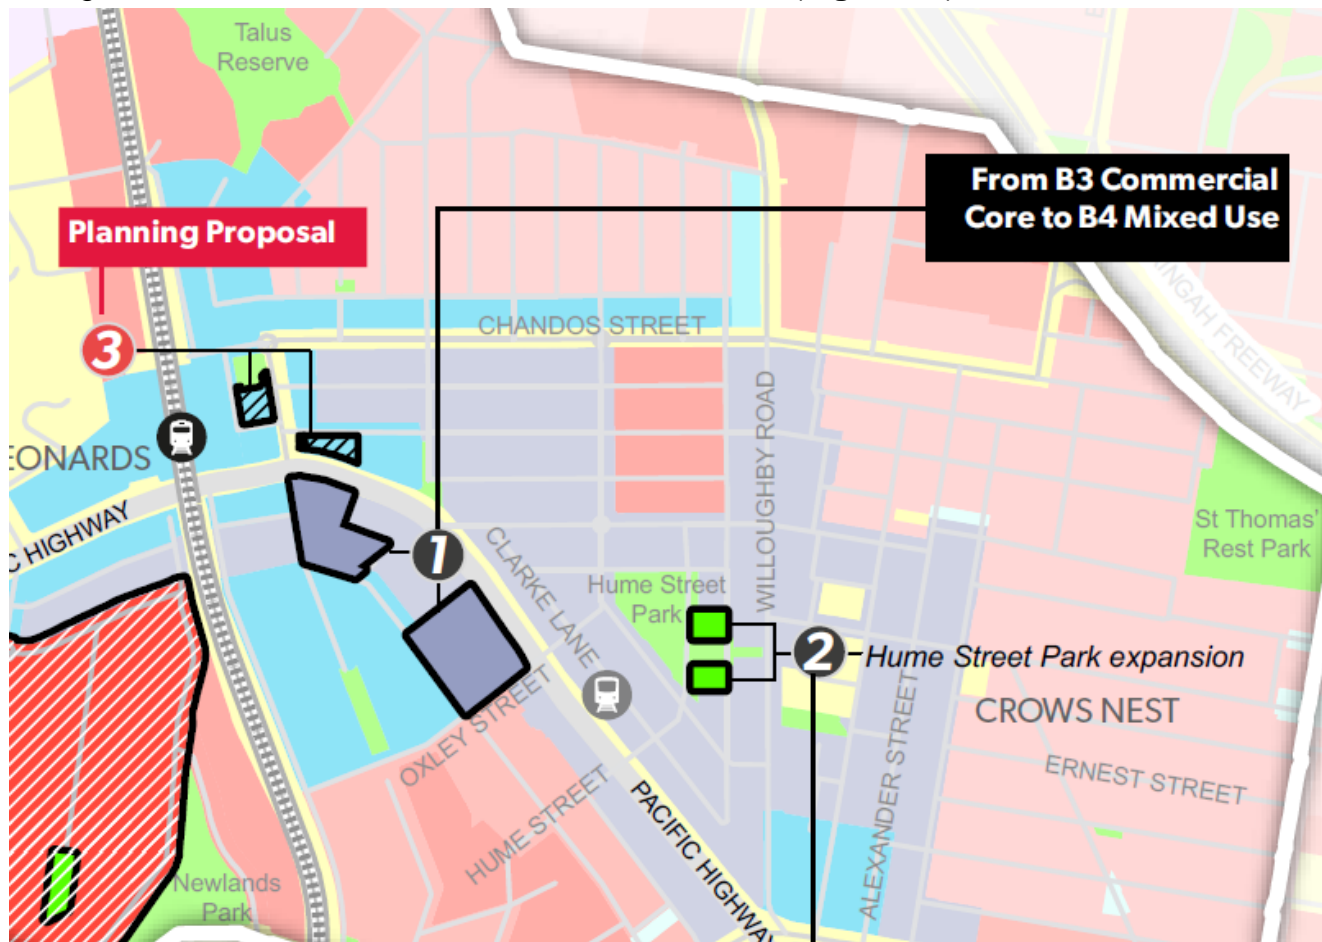 Talus
Reserve
From B3 Commercial
Core to B4 Mixed Use
Planning Proposal
CHANDOS STREET
3
INGAH FREEWAY
WILLOUGHBY ROAD
EONARDS
C HIGHWAY
St Thomas'
Rest Park
1
CLARKE LANE
Hume Street
Park
2
Hume Street Park expansion
CROWS NEST
OXLEY STREET
ERNEST STREET
HUME STREET
PACIFIC HIGHWAY
ALEXANDER STREET
Newlands
Park